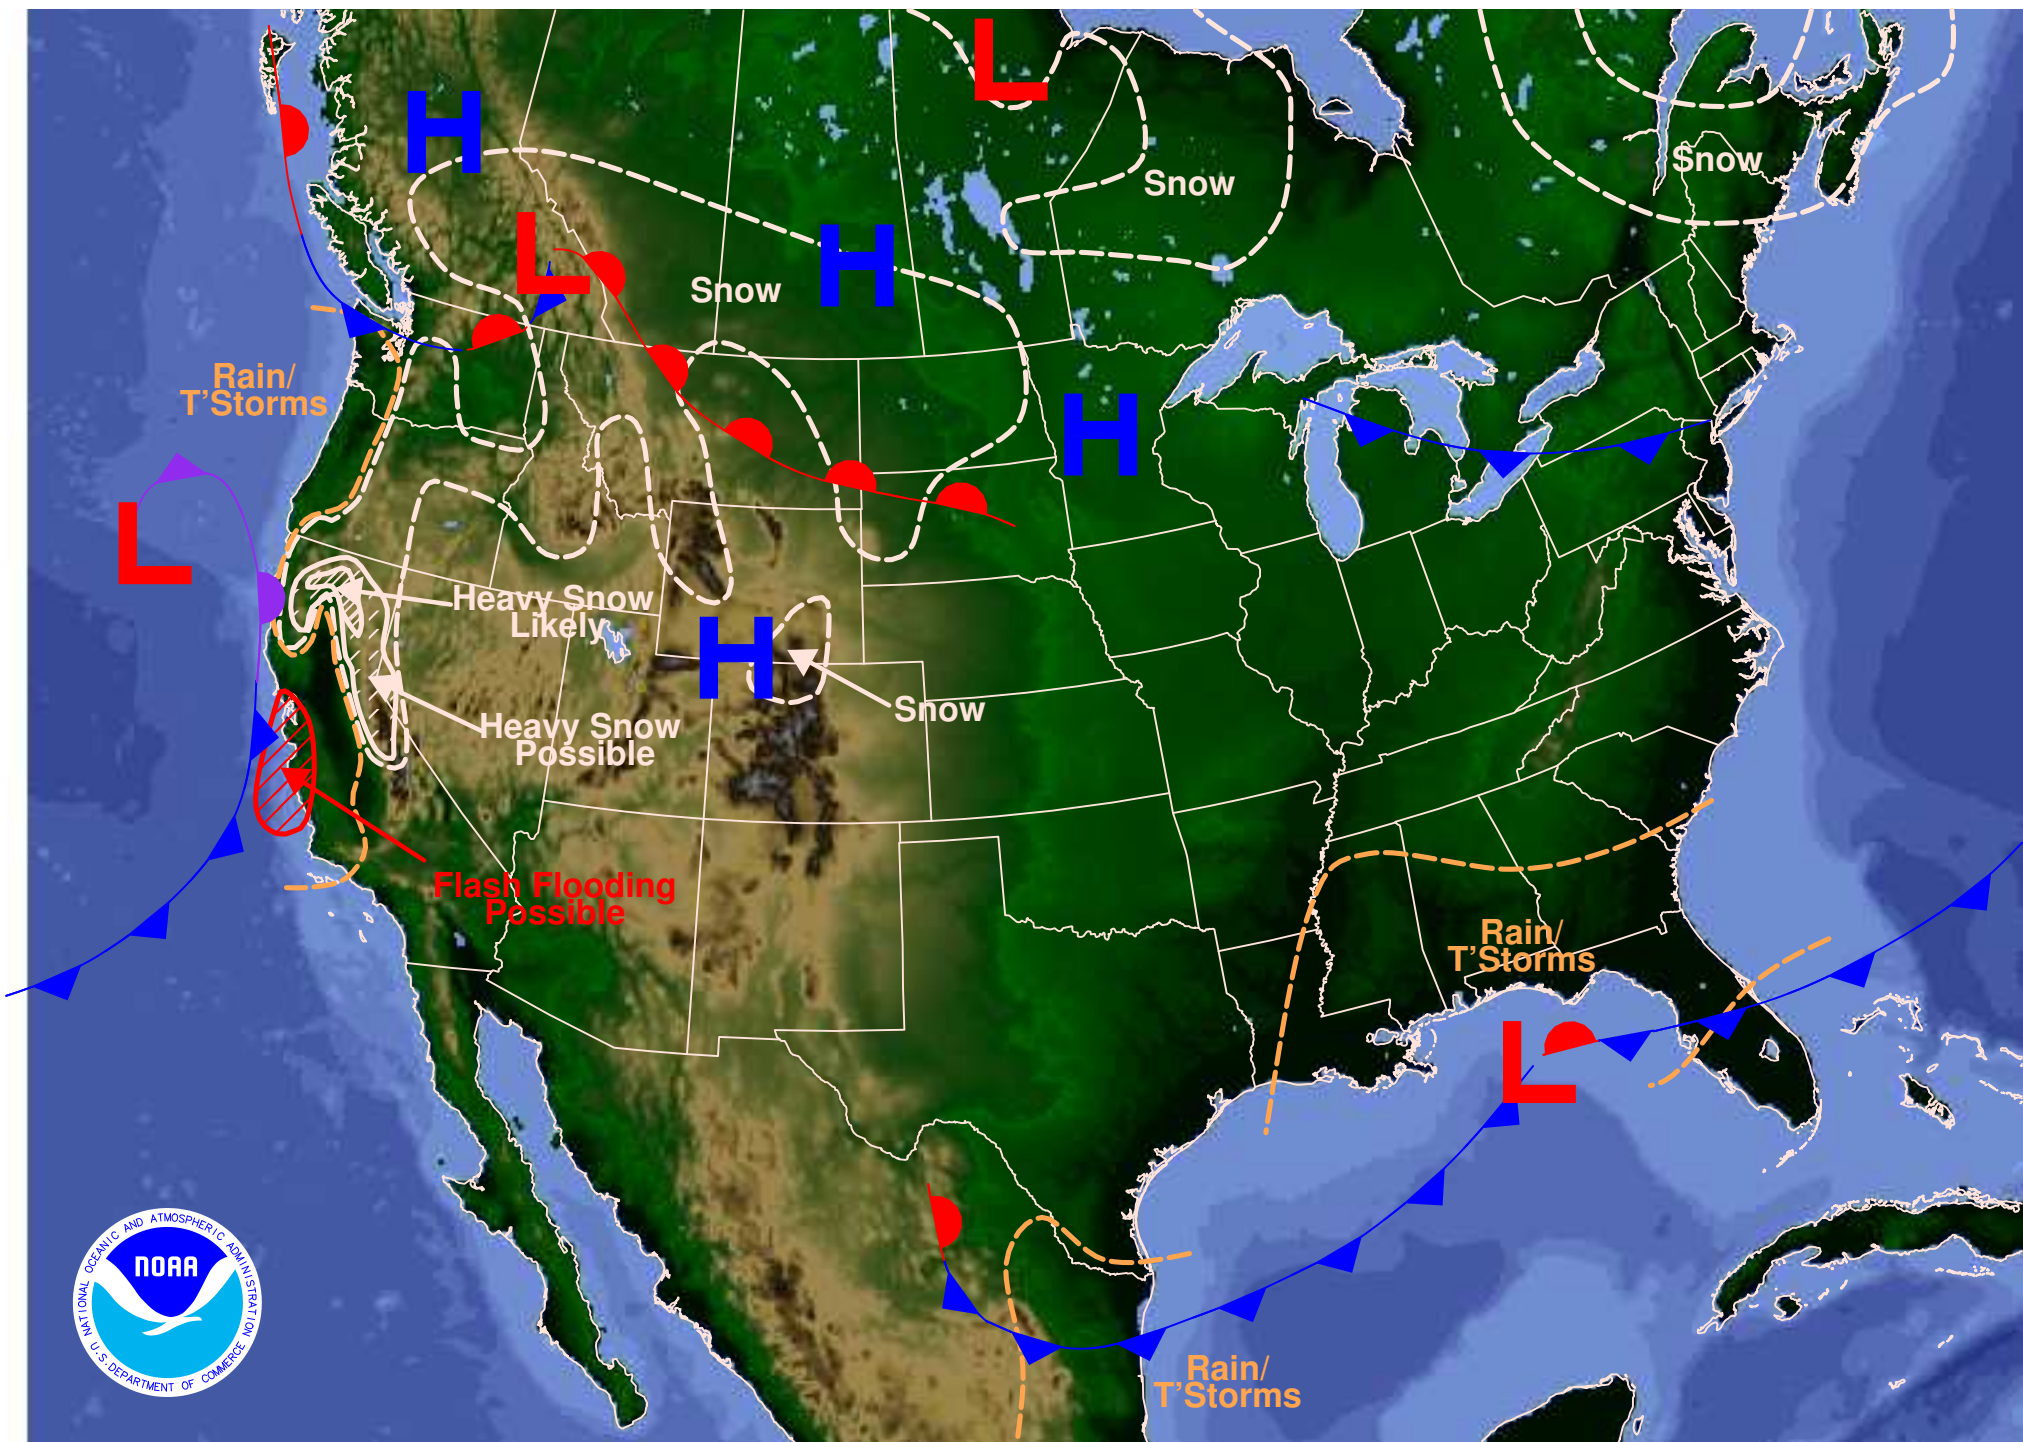 L
H
Snow
Snow
H
L
Snow
H
Rain/
T'Storms
H
L
Heavy Snow
Likely
H
Snow
Heavy Snow
Possible
Flash Flooding
Possible
Rain/
T'Storms
L
Rain/
T'Storms
NATIONAL OCEANIC AND ATMOSPHERIC ADMINISTRATION
NOAA
U.S. DEPARTMENT OF COMMERCE